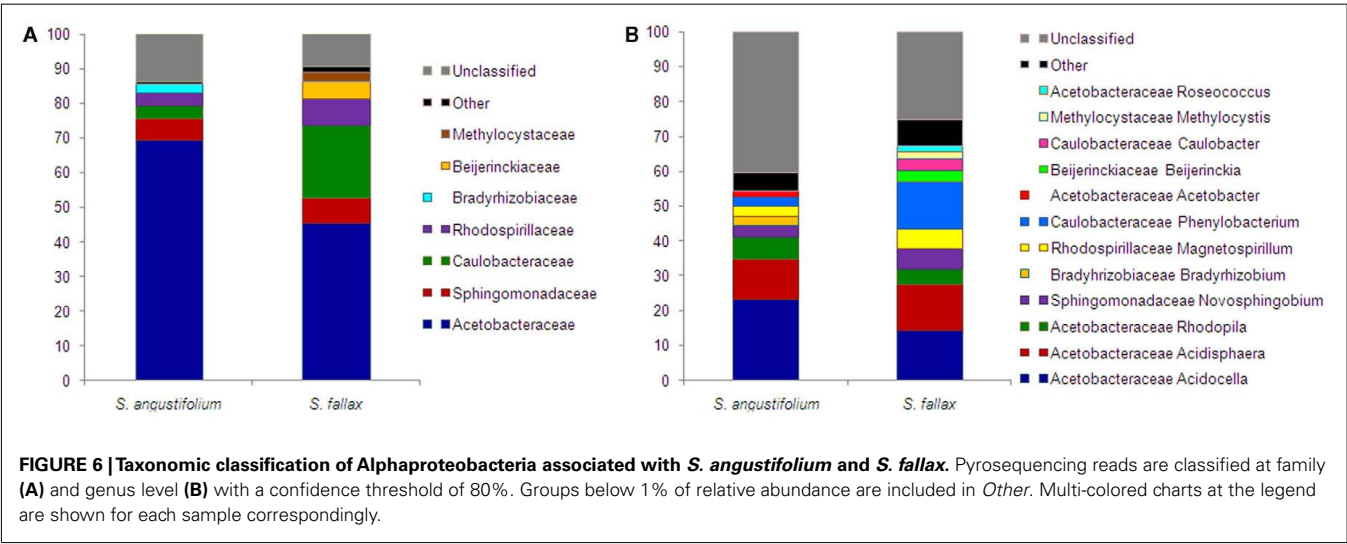 A
100
90
80
70
60
50
40
30
20
10
0
S. angustifolium
S. fallax
Unclassified
Other
Methylocystaceae
Beijerinckiaceae
Bradyrhizobiaceae
Rhodospirillaceae
Caulobacteraceae
Sphingomonadaceae
Acetobacteraceae
B
100
90
80
70
60
50
40
30
20
10
0
S. angustifolium
S. fallax
Unclassified
Other
Acetobacteraceae Roseococcus
Methylocystaceae Methylocystis
Caulobacteraceae Caulobacter
Beijerinckiaceae Beijerinckia
Acetobacteraceae Acetobacter
Caulobacteraceae Phenylobacterium
Rhodospirillaceae Magnetospirillum
Bradyhrizobiaceae Bradyrhizobium
Sphingomonadaceae Novosphingobium
Acetobacteraceae Rhodopila
Acetobacteraceae Acidisphaera
Acetobacteraceae Acidocella
FIGURE 6 | Taxonomic classification of Alphaproteobacteria associated with S. angustifolium and S. fallax. Pyrosequencing reads are classified at family
(A) and genus level (B) with a confidence threshold of 80%. Groups below 1% of relative abundance are included in Other. Multi-colored charts at the legend
are shown for each sample correspondingly.